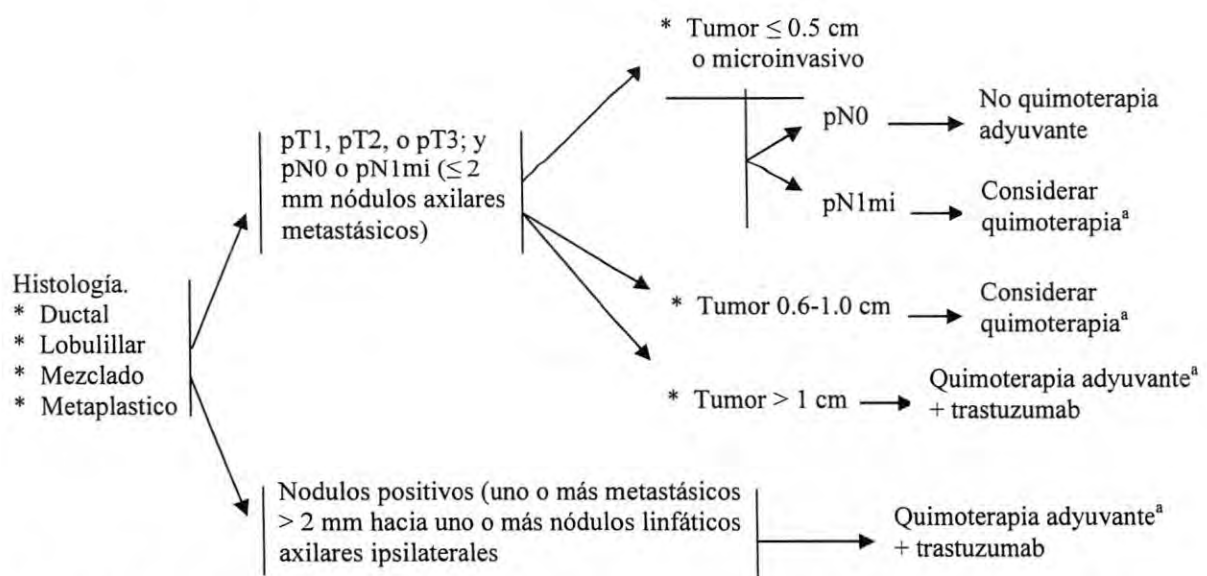 Histología.
* Ductal
* Lobulillar
* Mezclado
* Metaplastico
pT1, pT2, o pT3; y
pN0 o pN1mi (≤ 2
mm nódulos axilares
metastásicos)
* Tumor ≤ 0.5 cm
o microinvasivo
pN0
No quimoterapia
adyuvante
pN1mi
Considerar
quimoterapiaᵃ
* Tumor 0.6-1.0 cm
Considerar
quimoterapiaᵃ
* Tumor > 1 cm
Quimoterapia adyuvanteᵃ
+ trastuzumab
Nodulos positivos (uno o más metastásicos
> 2 mm hacia uno o más nódulos linfáticos
axilares ipsilaterales
Quimoterapia adyuvanteᵃ
+ trastuzumab